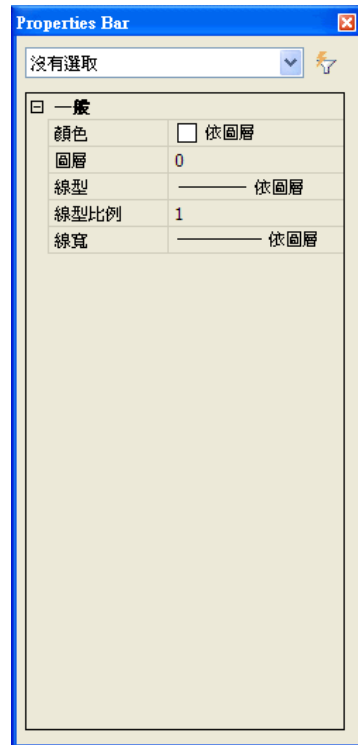 Properties Bar
沒有選取
一般
顏色 依圖層
圖層 0
線型 依圖層
線型比例 1
線寬 依圖層